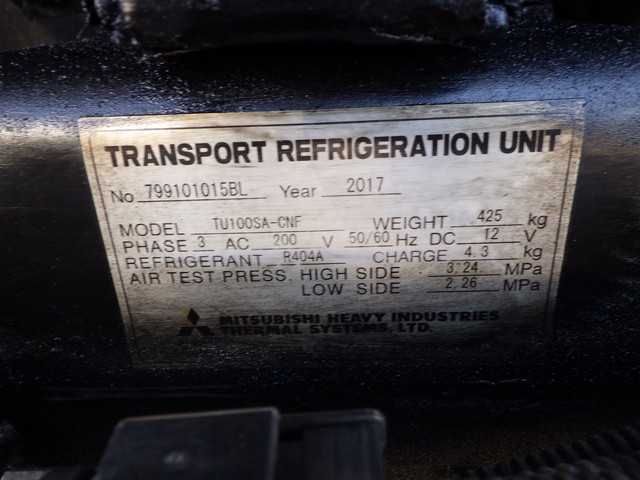 TRANSPORT REFRIGERATION UNIT
No 799101015BL Year 2017
MODEL TU100SA-CNF WEIGHT 425 kg
PHASE 3 AC 200 V 50/60 Hz DC 12 V
REFRIGERANT R404A CHARGE 4.3 kg
AIR TEST PRESS. HIGH SIDE 3.24 MPa
LOW SIDE 2.26 MPa
MITSUBISHI HEAVY INDUSTRIES
THERMAL SYSTEMS, LTD.